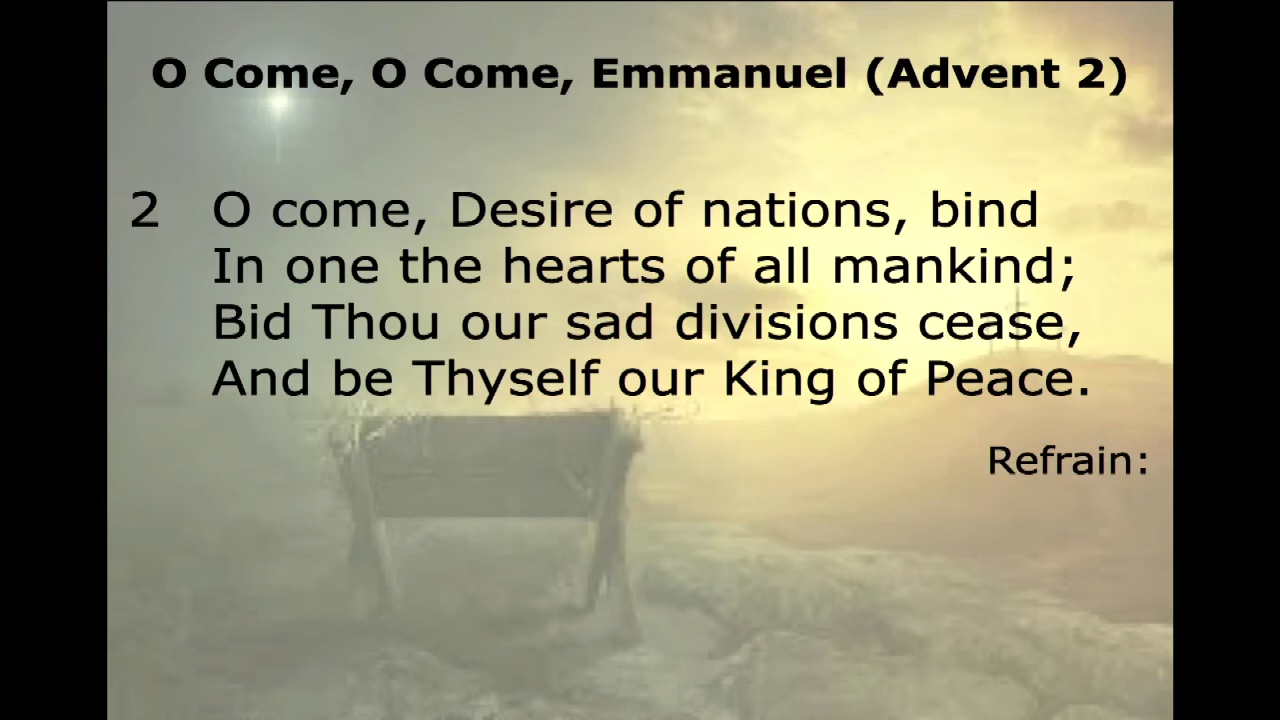 O Come, O Come, Emmanuel (Advent 2)
2 O come, Desire of nations, bind
In one the hearts of all mankind;
Bid Thou our sad divisions cease,
And be Thyself our King of Peace.
Refrain: